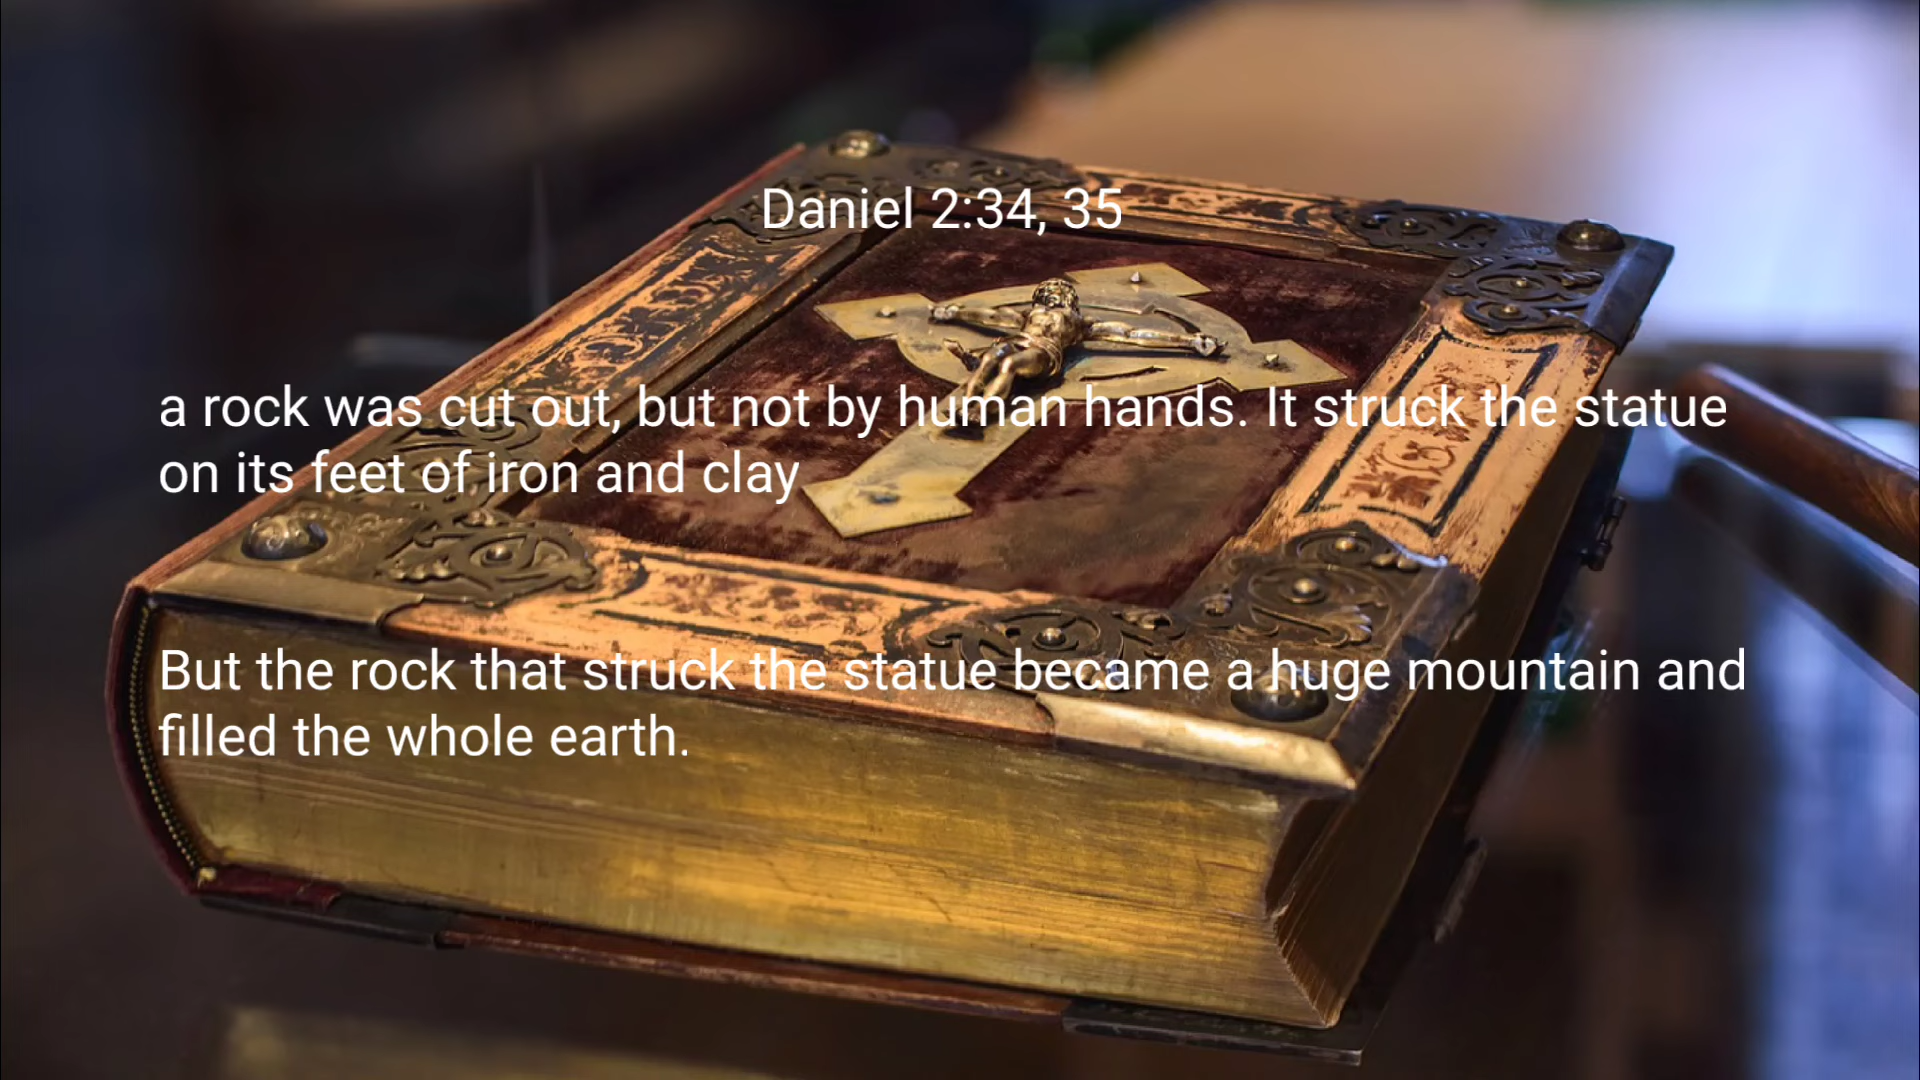 Daniel 2:34, 35
a rock was cut out, but not by human hands. It struck the statue
on its feet of iron and clay
But the rock that struck the statue became a huge mountain and
filled the whole earth.